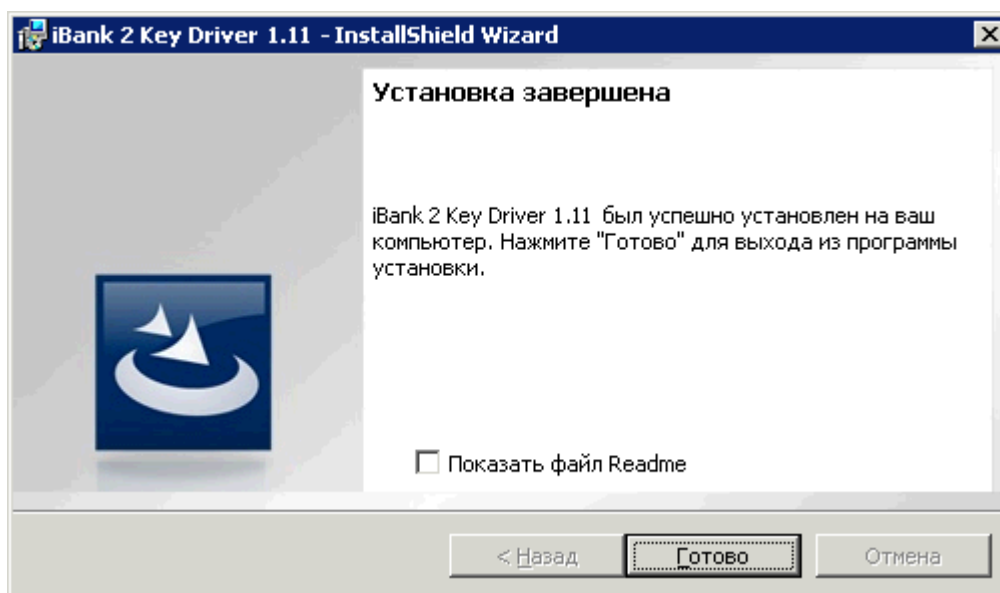 iBank 2 Key Driver 1.11 - InstallShield Wizard
Установка завершена
iBank 2 Key Driver 1.11 был успешно установлен на ваш
компьютер. Нажмите "Готово" для выхода из программы
установки.
Показать файл Readme
< Назад
Готово
Отмена